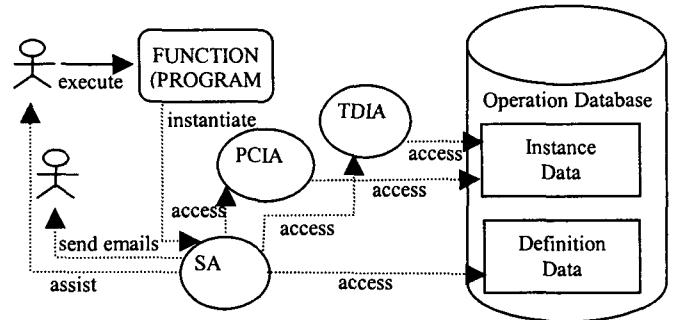 FUNCTION
(PROGRAM
execute
instantiate
Operation Database
TDIA
PCIA
access
Instance
Data
access
access
access
send emails
SA
Definition
Data
assist
access